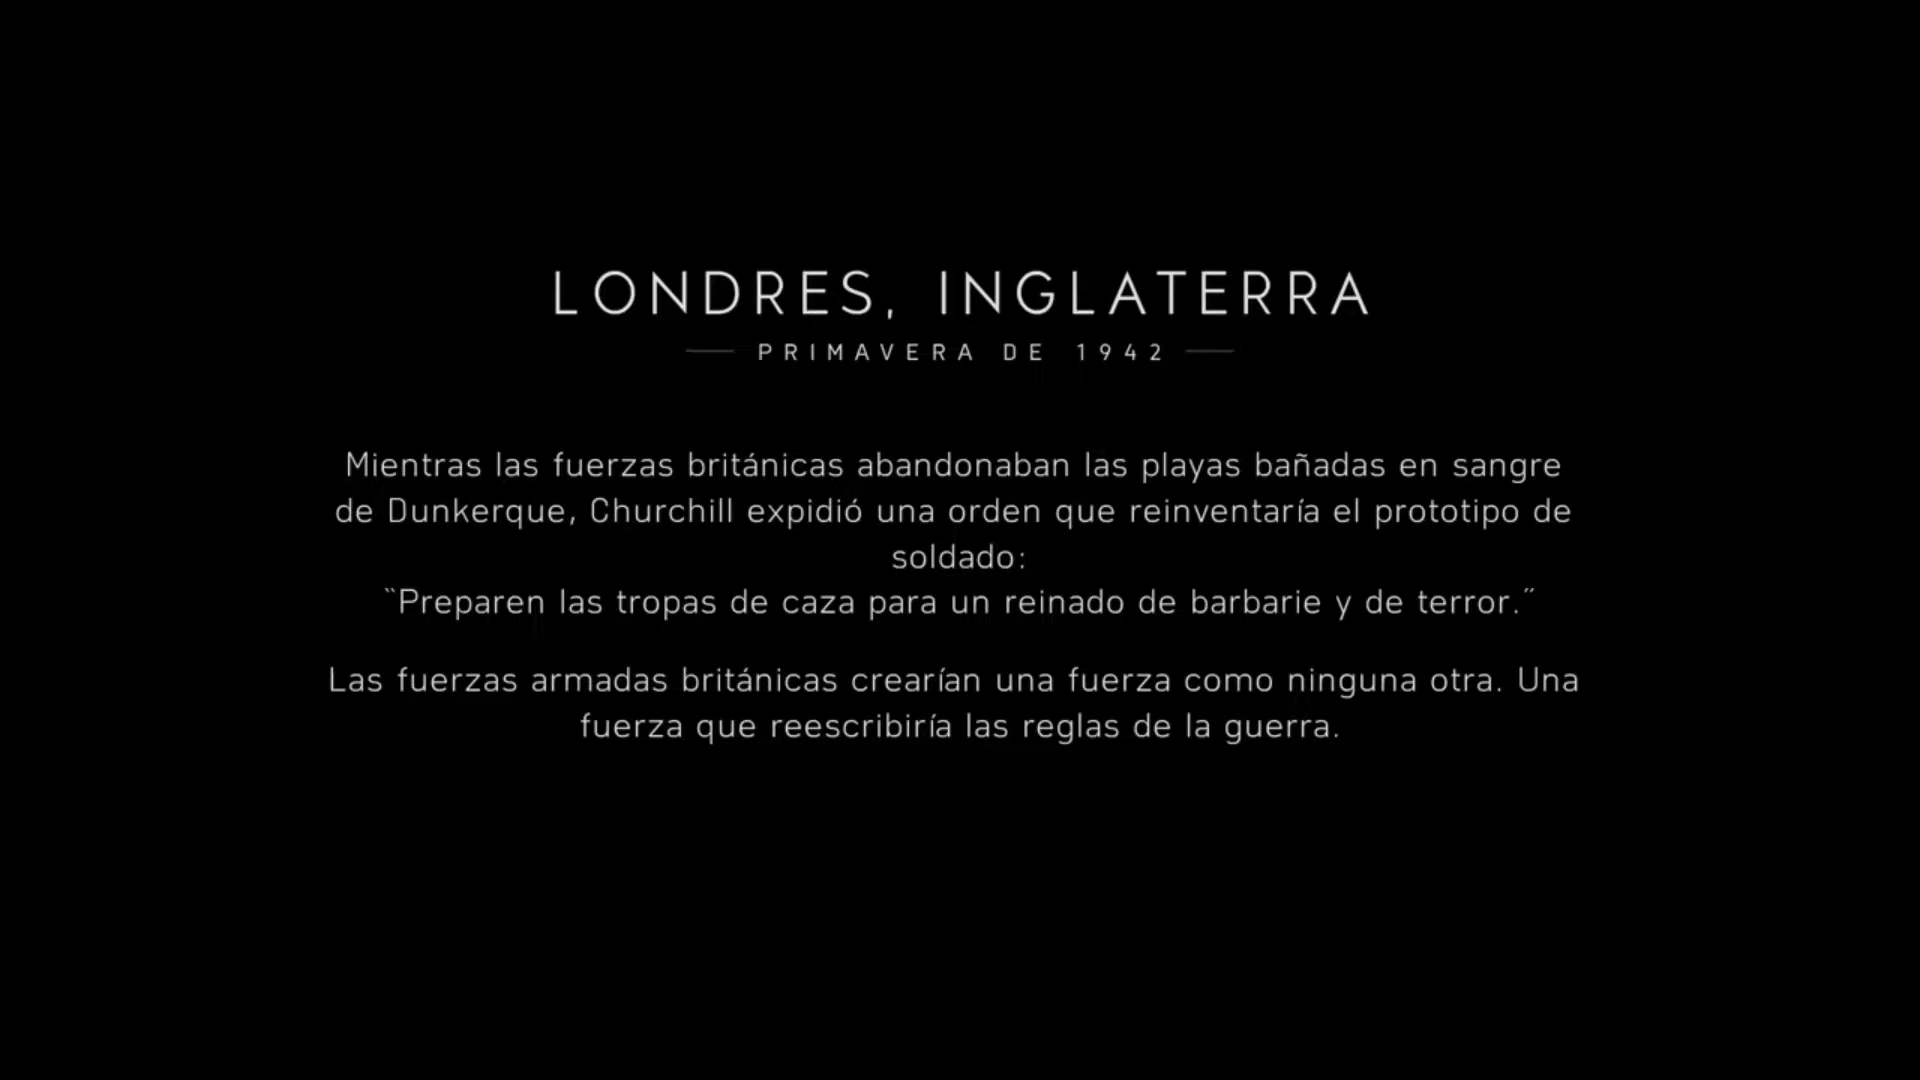 LONDRES, INGLATERRA
PRIMAVERA DE 1942
Mientras las fuerzas británicas abandonaban las playas bañadas en sangre
de Dunkerque, Churchill expidió una orden que reinventaría el prototipo de
soldado:
¨Preparen las tropas de caza para un reinado de barbarie y de terror.˝
Las fuerzas armadas británicas crearían una fuerza como ninguna otra. Una
fuerza que reescribiría las reglas de la guerra.